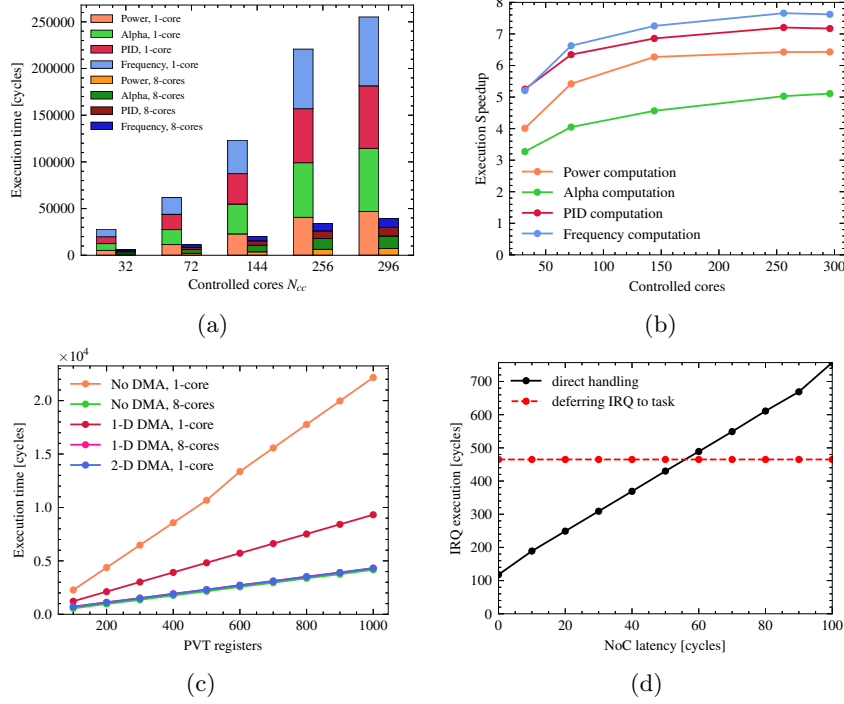 Execution time [cycles]
250000
200000
150000
100000
50000
0
Power, 1-core
Alpha, 1-core
PID, 1-core
Frequency, 1-core
Power, 8-cores
Alpha, 8-cores
PID, 8-cores
Frequency, 8-cores
32 72 144 256 296
Controlled cores N_cc
(a)
Execution Speedup
8
7
6
5
4
3
2
1
0
Power computation
Alpha computation
PID computation
Frequency computation
50 100 150 200 250 300
Controlled cores
(b)
×10⁴
Execution time [cycles]
2.0
1.5
1.0
0.5
0.0
No DMA, 1-core
No DMA, 8-cores
1-D DMA, 1-core
1-D DMA, 8-cores
2-D DMA, 1-core
200 400 600 800 1000
PVT registers
(c)
IRQ execution [cycles]
700
600
500
400
300
200
100
0
direct handling
deferring IRQ to task
0 20 40 60 80 100
NoC latency [cycles]
(d)